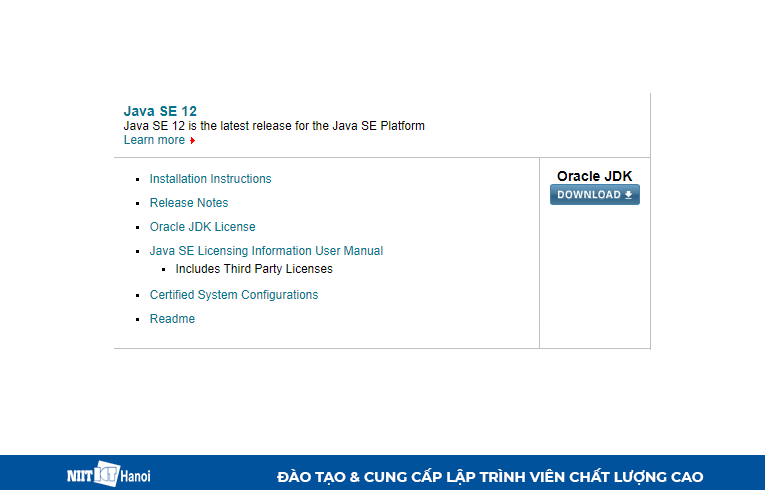 Java SE 12
Java SE 12 is the latest release for the Java SE Platform
Learn more
Installation Instructions
Release Notes
Oracle JDK License
Java SE Licensing Information User Manual
Includes Third Party Licenses
Certified System Configurations
Readme
Oracle JDK
DOWNLOAD
NIIT ICT Hanoi
ĐÀO TẠO & CUNG CẤP LẬP TRÌNH VIÊN CHẤT LƯỢNG CAO